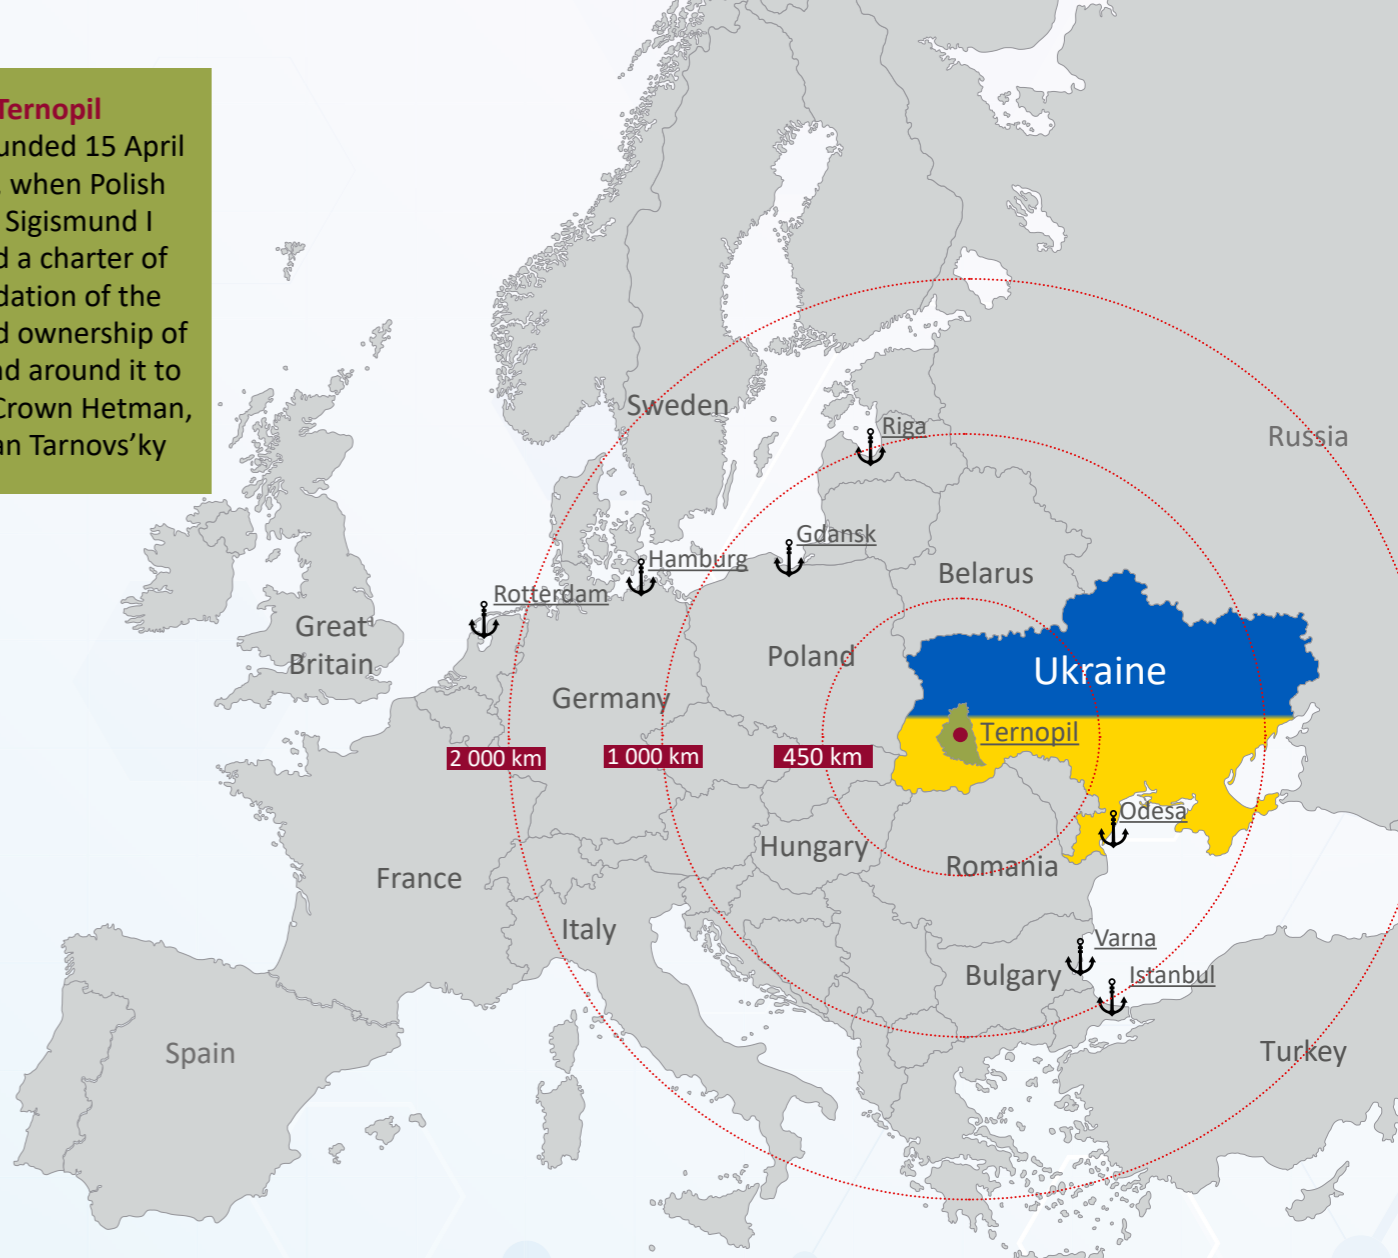 Ternopil
unded 15 April
when Polish
Sigismund I
d a charter of
dation of the
d ownership of
nd around it to
Crown Hetman,
an Tarnovs'ky
Sweden
Russia
Riga
Gdansk
Hamburg
Belarus
Rotterdam
Great
Britain
Poland
Ukraine
Germany
Ternopil
2 000 km
1 000 km
450 km
Odesa
Hungary
Romania
France
Italy
Varna
Bulgary
Istanbul
Spain
Turkey